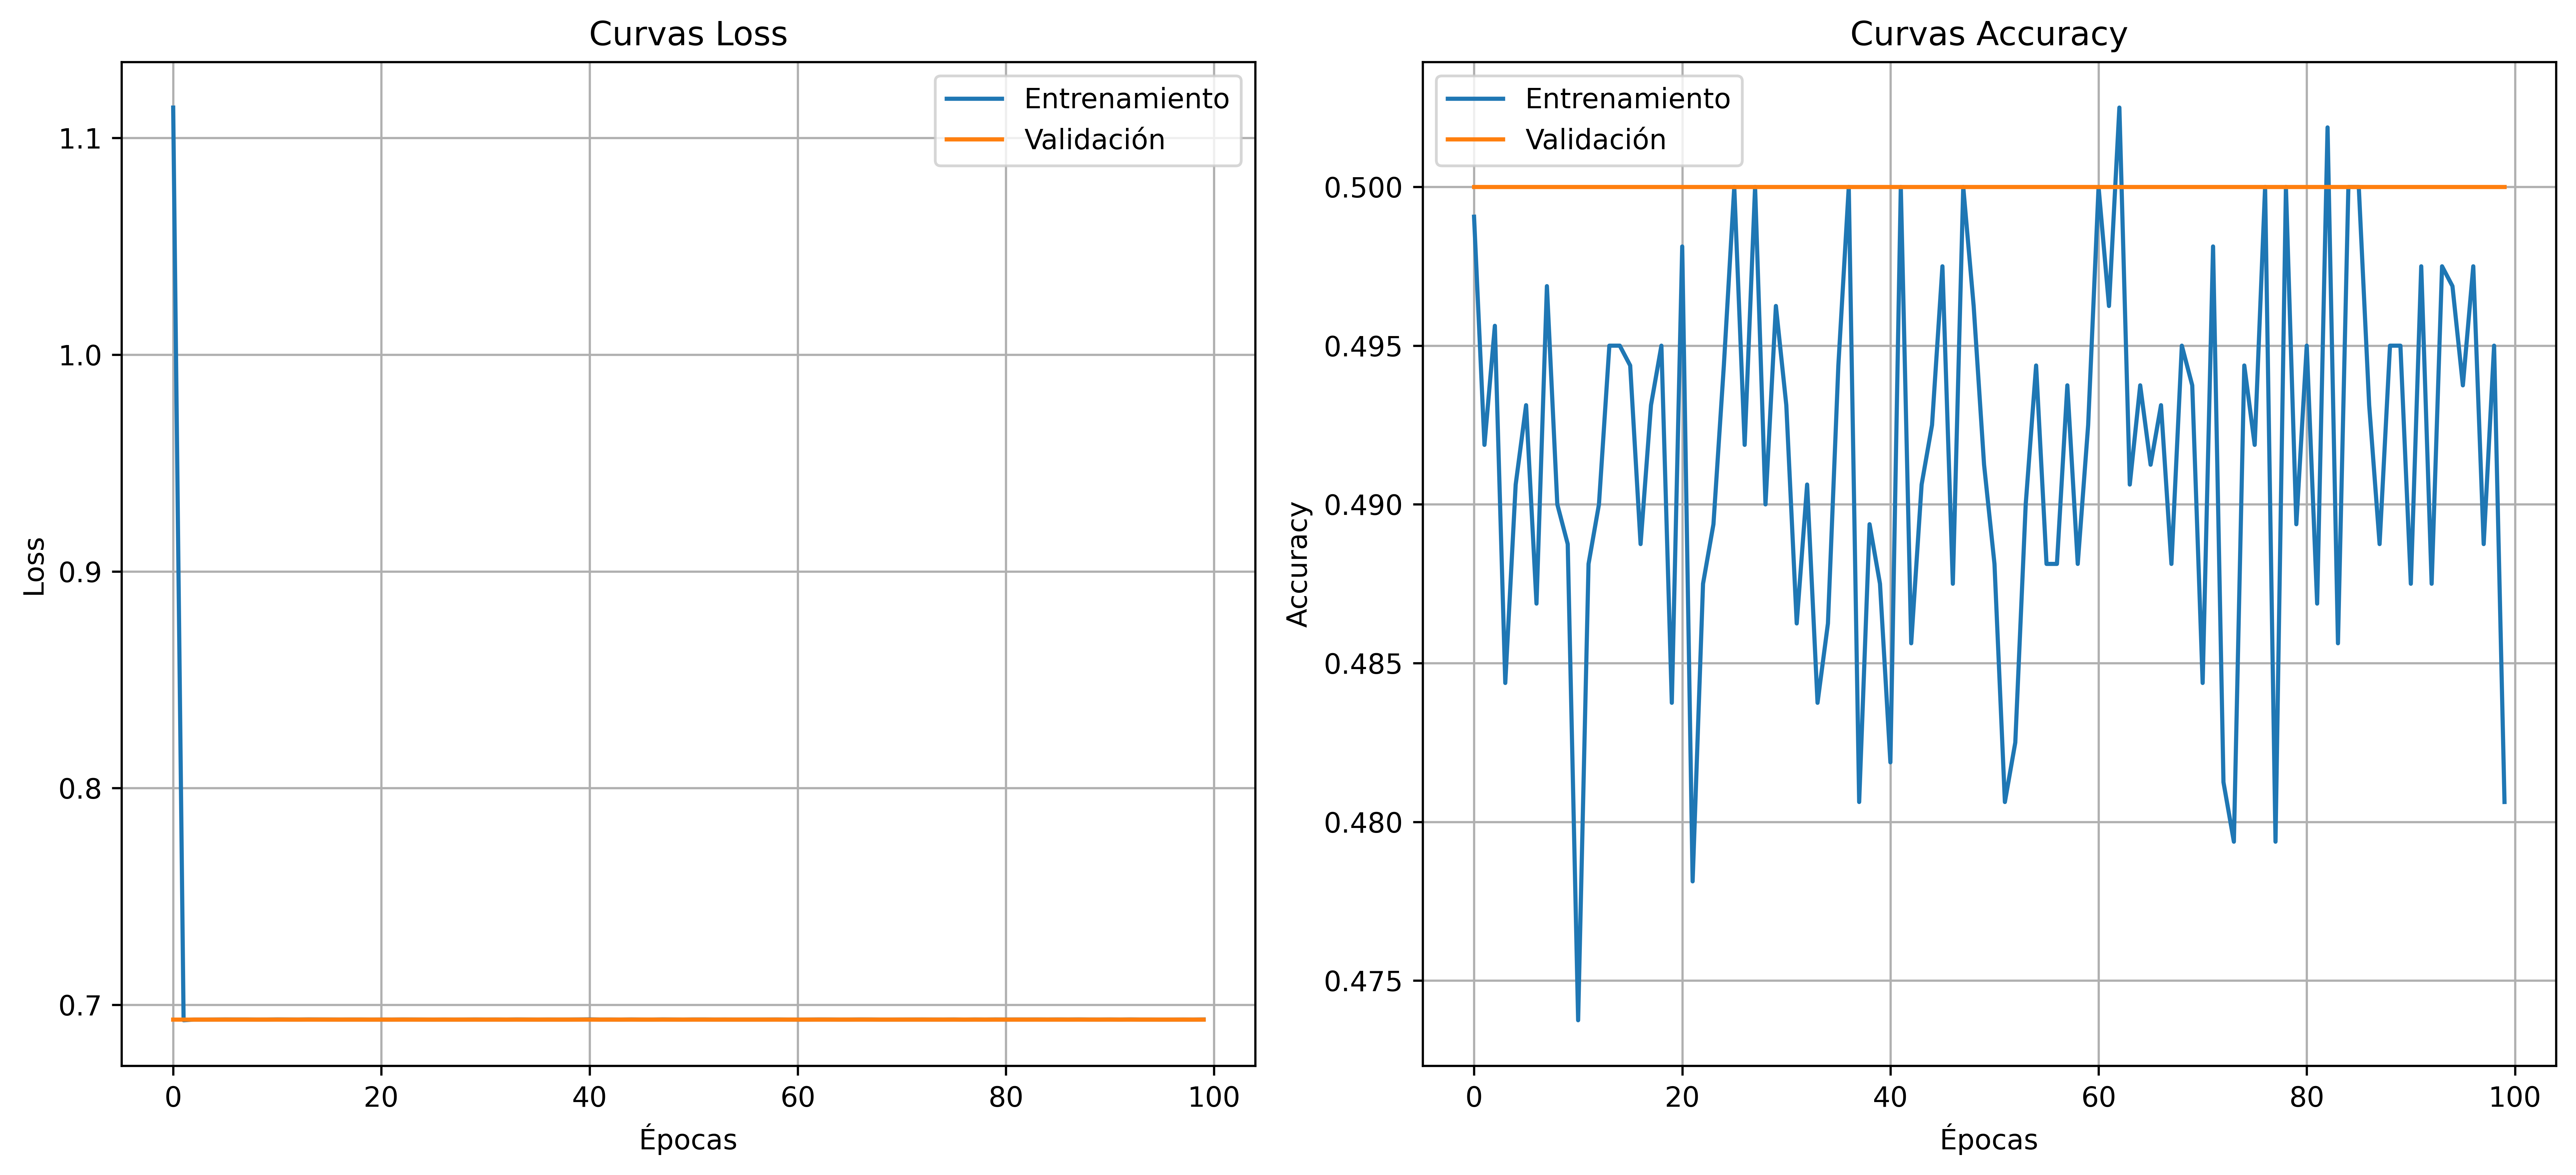 Curvas Loss
Entrenamiento
Validación
1.1
1.0
0.9
0.8
0.7
Loss
0 20 40 60 80 100
Épocas
Curvas Accuracy
Entrenamiento
Validación
0.500
0.495
0.490
0.485
0.480
0.475
Accuracy
0 20 40 60 80 100
Épocas